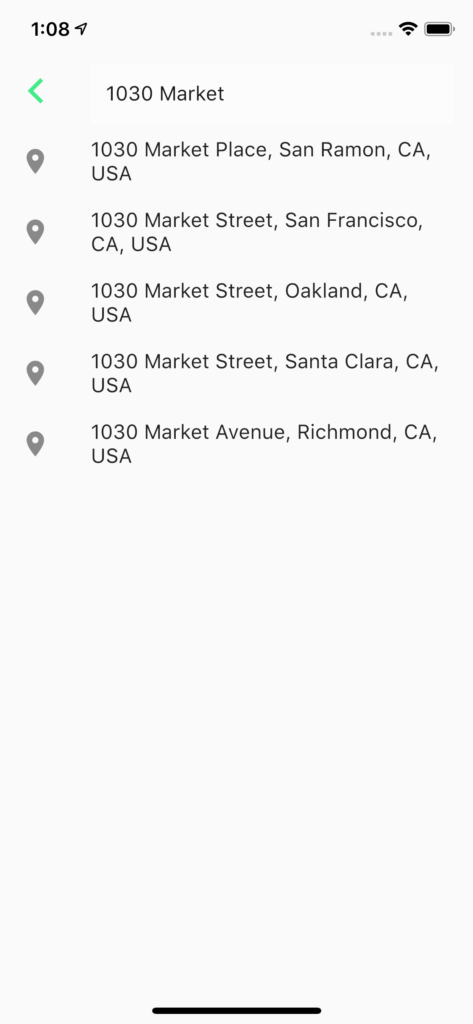 1:08
1030 Market
1030 Market Place, San Ramon, CA,
USA
1030 Market Street, San Francisco,
CA, USA
1030 Market Street, Oakland, CA,
USA
1030 Market Street, Santa Clara, CA,
USA
1030 Market Avenue, Richmond, CA,
USA